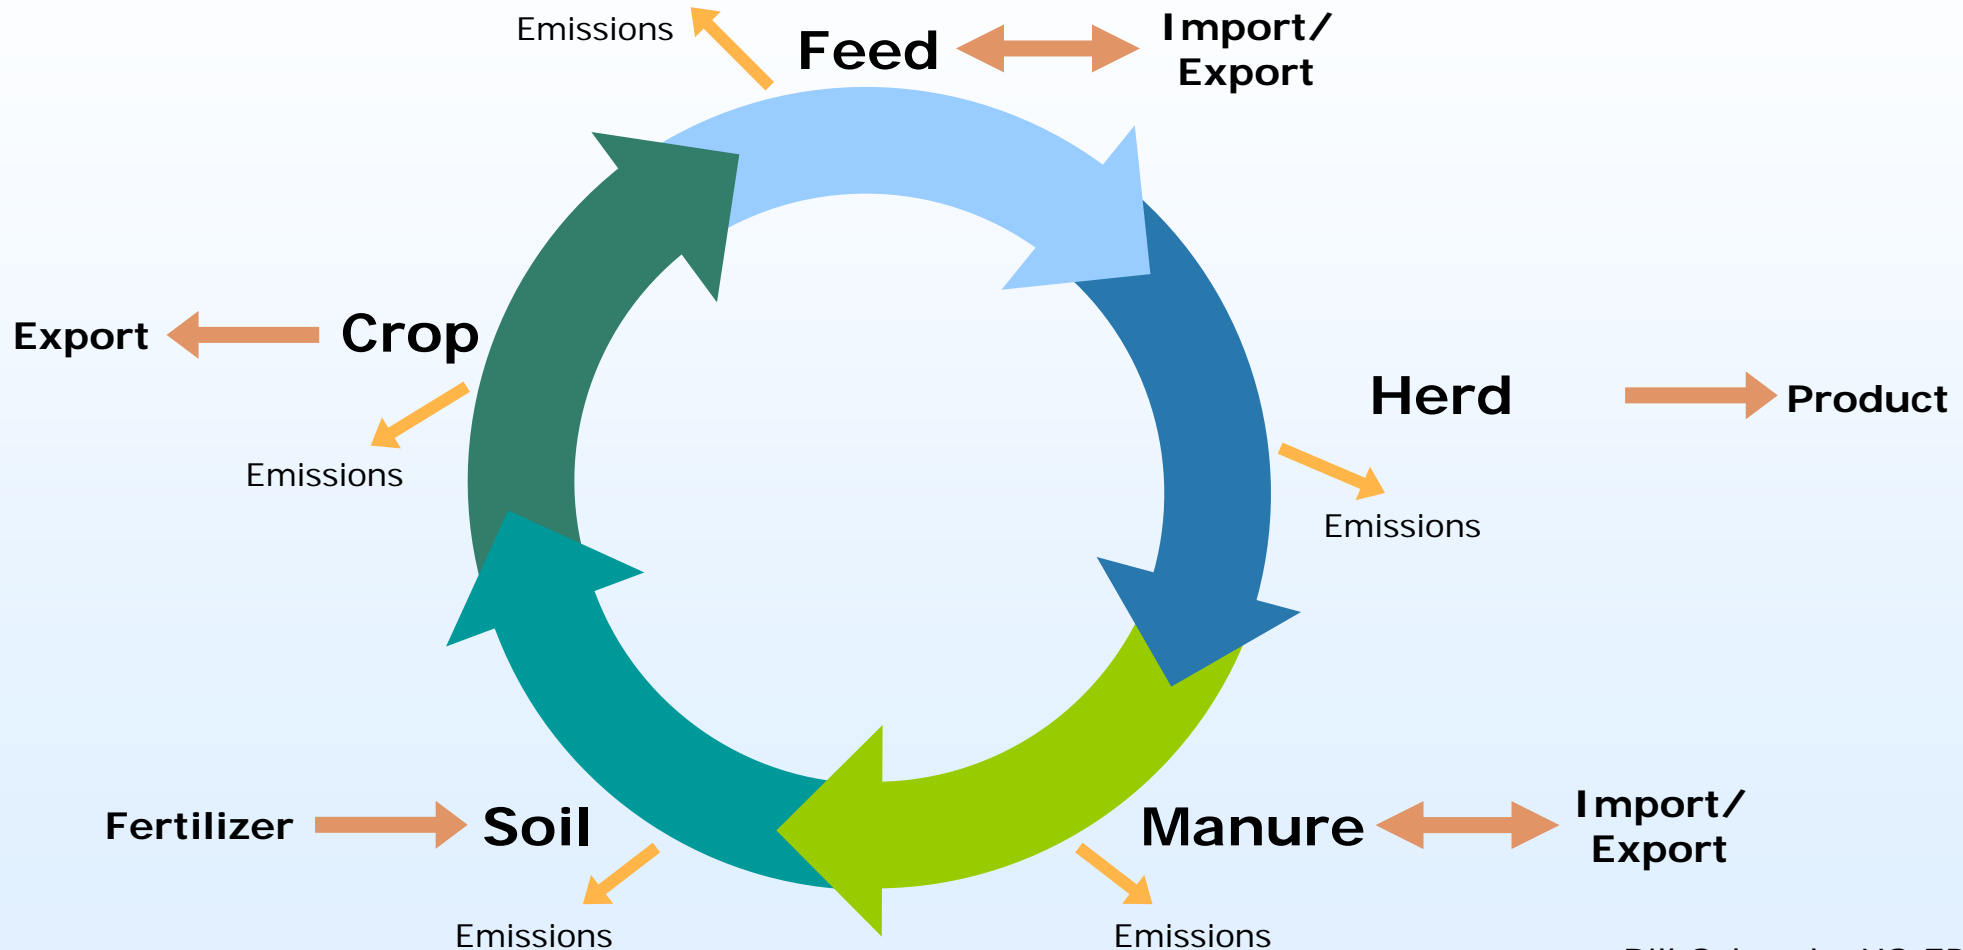 Emissions
Feed
Import/
Export
Export
Crop
Herd
Product
Emissions
Emissions
Fertilizer
Soil
Manure
Import/
Export
Emissions
Emissions